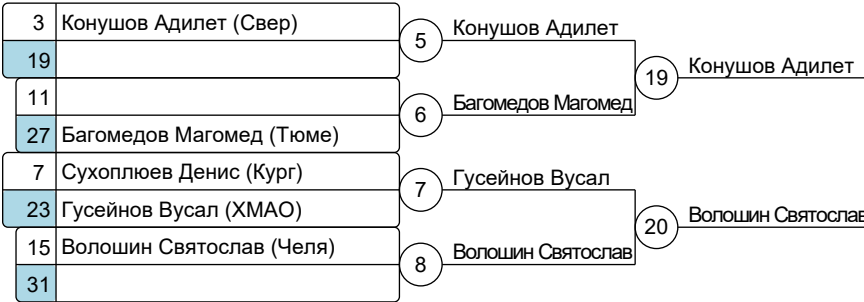 3 Конушов Адилет (Свер)
5 Конушов Адилет
19
19 Конушов Адилет
11
6 Багомедов Магомед
27 Багомедов Магомед (Тюме)
7 Сухоплюев Денис (Кург)
7 Гусейнов Вусал
23 Гусейнов Вусал (ХМАО)
20 Волошин Святослав
15 Волошин Святослав (Челя)
8 Волошин Святослав
31